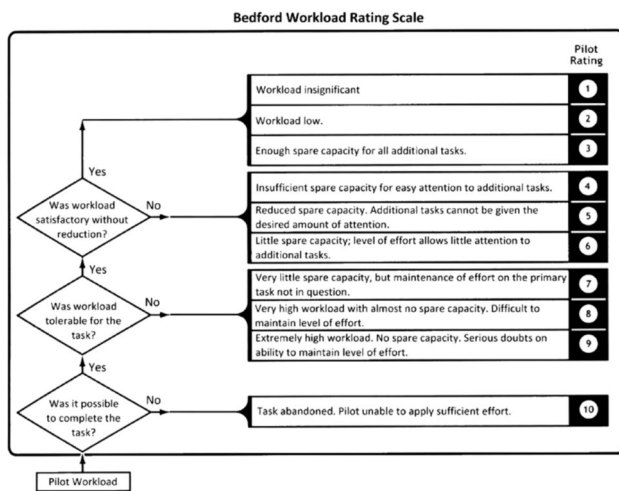 Bedford Workload Rating Scale
Pilot
Rating
Workload insignificant
1
Workload low.
2
Enough spare capacity for all additional tasks.
3
Yes
Was workload
satisfactory without
reduction?
No
Insufficient spare capacity for easy attention to additional tasks.
4
Reduced spare capacity. Additional tasks cannot be given the
desired amount of attention.
5
Little spare capacity; level of effort allows little attention to
additional tasks.
6
Yes
Was workload
tolerable for the
task?
No
Very little spare capacity, but maintenance of effort on the primary
task not in question.
7
Very high workload with almost no spare capacity. Difficult to
maintain level of effort.
8
Extremely high workload. No spare capacity. Serious doubts on
ability to maintain level of effort.
9
Yes
Was it possible
to complete the
task?
No
Task abandoned. Pilot unable to apply sufficient effort.
10
Pilot Workload